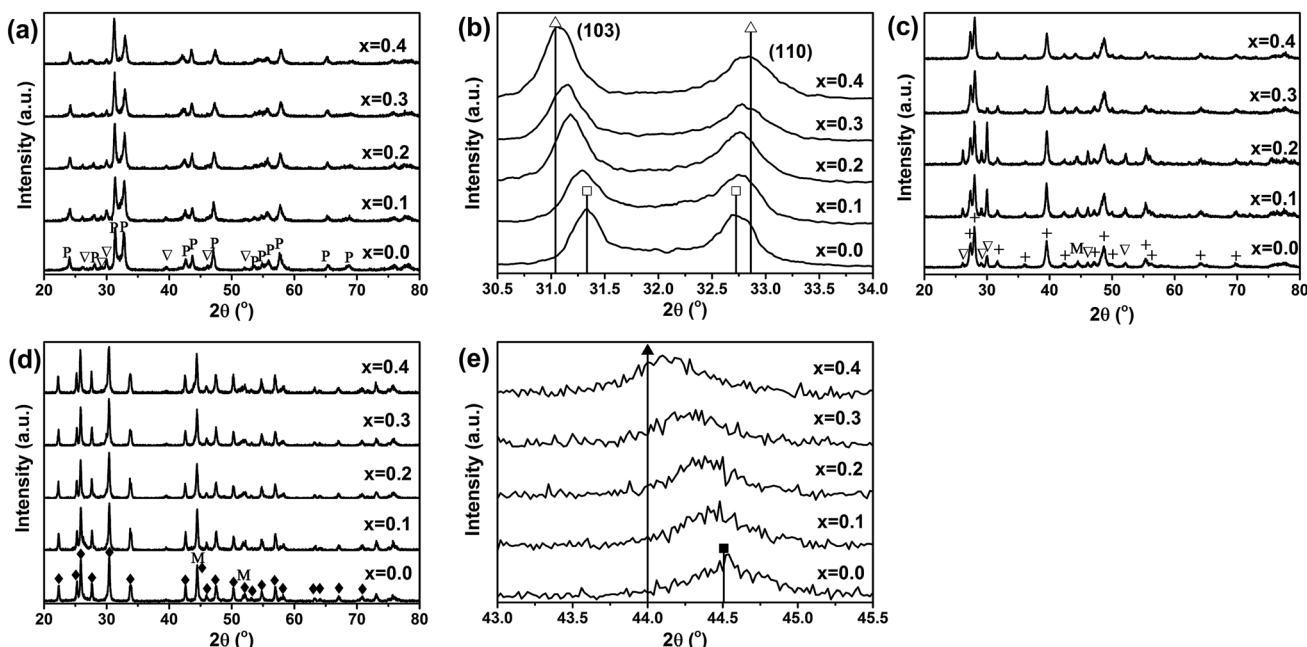 (a)
x=0.4
x=0.3
x=0.2
x=0.1
x=0.0
P P P P P P P P P P P P P
Intensity (a.u.)
20 30 40 50 60 70 80
2θ (°)
(b)
(103)
(110)
x=0.4
x=0.3
x=0.2
x=0.1
x=0.0
Intensity (a.u.)
30.5 31.0 31.5 32.0 32.5 33.0 33.5 34.0
2θ (°)
(c)
x=0.4
x=0.3
x=0.2
x=0.1
x=0.0
M
Intensity (a.u.)
20 30 40 50 60 70 80
2θ (°)
(d)
x=0.4
x=0.3
x=0.2
x=0.1
x=0.0
M M
Intensity (a.u.)
20 30 40 50 60 70 80
2θ (°)
(e)
x=0.4
x=0.3
x=0.2
x=0.1
x=0.0
Intensity (a.u.)
43.0 43.5 44.0 44.5 45.0 45.5
2θ (°)